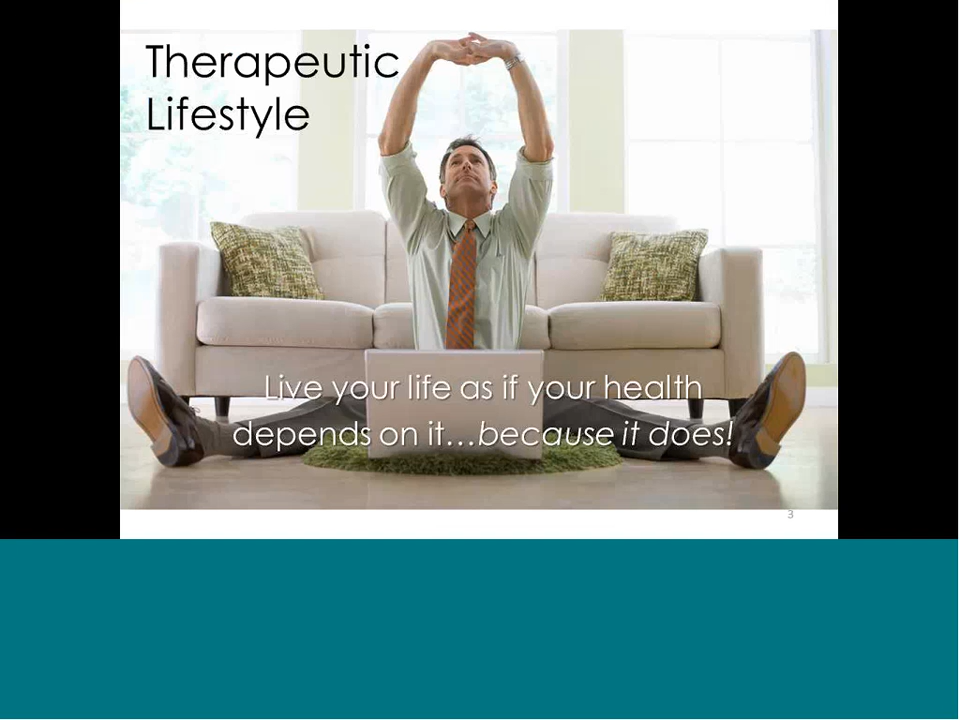 Therapeutic
Lifestyle
Live your life as if your health
depends on it…because it does!
3